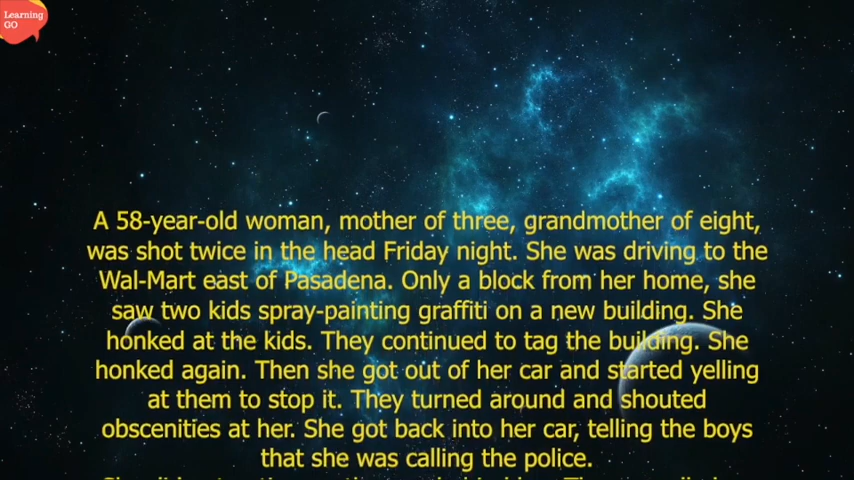 Learning
GO
A 58-year-old woman, mother of three, grandmother of eight,
was shot twice in the head Friday night. She was driving to the
Wal-Mart east of Pasadena. Only a block from her home, she
saw two kids spray-painting graffiti on a new building. She
honked at the kids. They continued to tag the building. She
honked again. Then she got out of her car and started yelling
at them to stop it. They turned around and shouted
obscenities at her. She got back into her car, telling the boys
that she was calling the police.